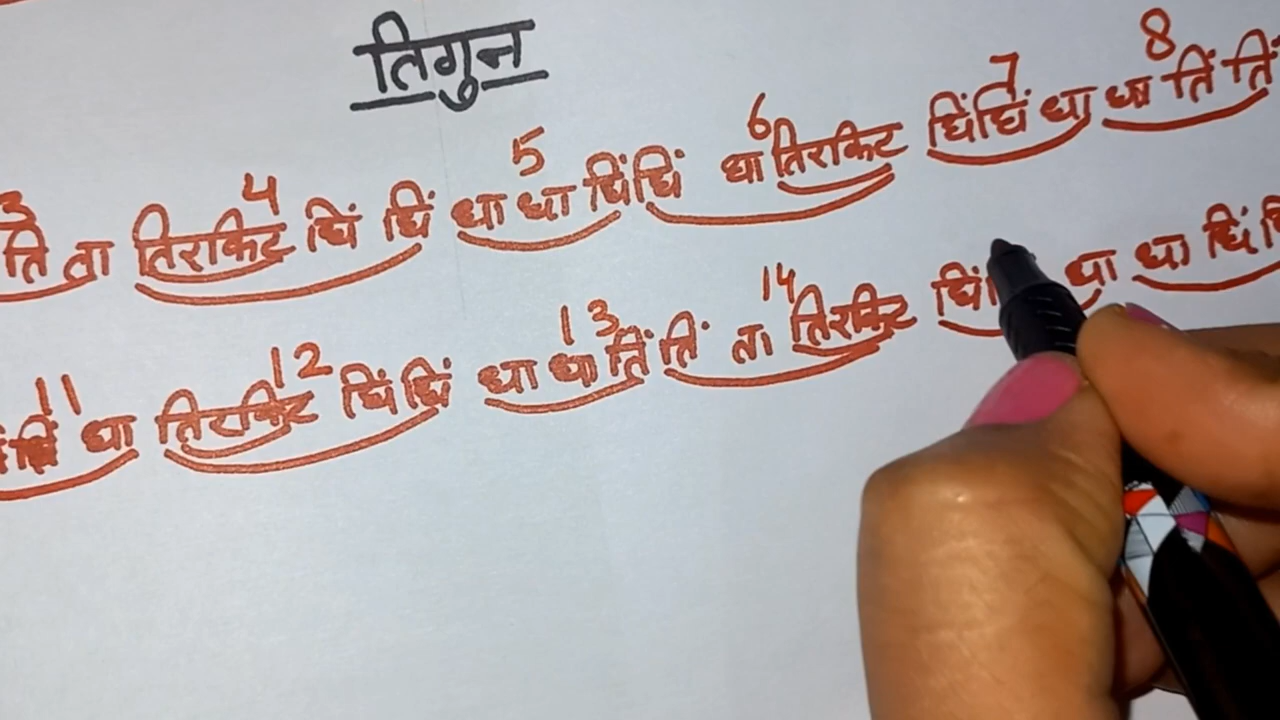 तिगुन
3 4 5 6 7 8
तिं ता तिरकिट धिं धिं धा धा धिं धिं धा तिरकिट धिं धिं धा धा तिं तिं
11 12 13 14
धिं धा तिरकिट धिं धिं धा धा तिं तिं ता तिरकिट धिं धा धा धिं